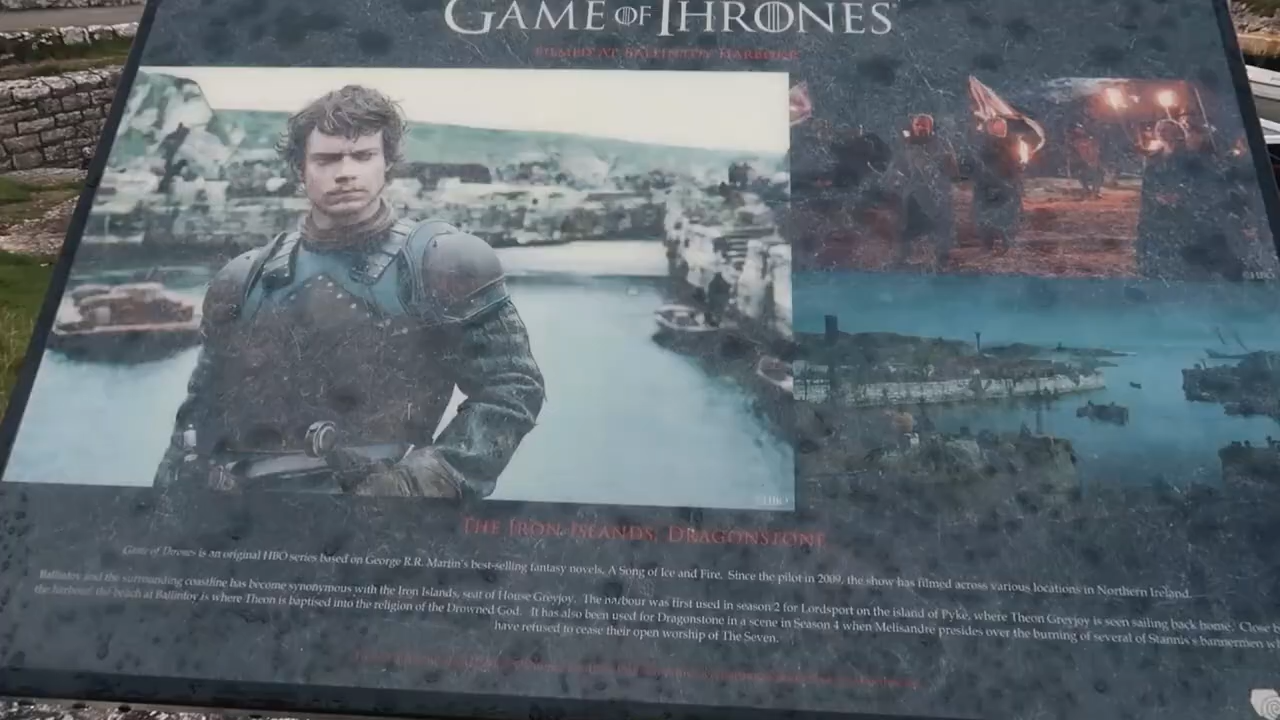 GAME OF THRONES
FILMED AT BALLINTOY HARBOUR
©HBO
©HBO
THE IRON ISLANDS, DRAGONSTONE
Game of Thrones is an original HBO series based on George R.R. Martin's best-selling fantasy novels, A Song of Ice and Fire. Since the pilot in 2009, the show has filmed across various locations in Northern Ireland.
Ballintoy and the surrounding coastline has become synonymous with the Iron Islands, seat of House Greyjoy. The harbour was first used in season 2 for Lordsport on the island of Pyke, where Theon Greyjoy is seen sailing back home. Close
the harbour the beach at Ballintoy is where Theon is baptised into the religion of the Drowned God. It has also been used for Dragonstone in a scene in Season 4 when Melisandre presides over the burning of several of Stannis's bannermen
have refused to cease their open worship of The Seven.